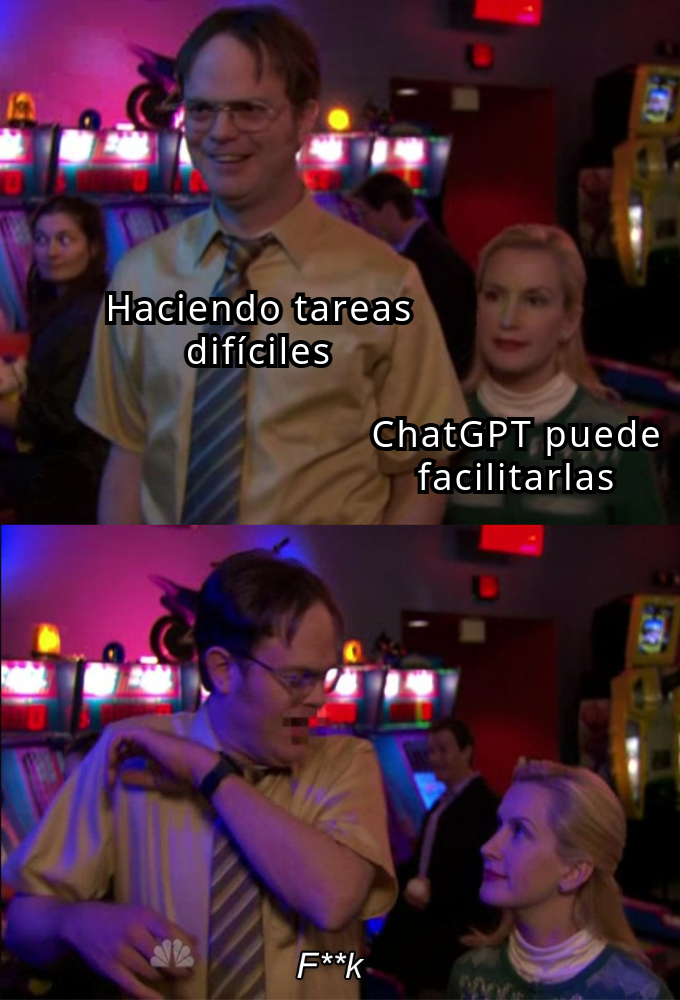 Haciendo tareas
difíciles
ChatGPT puede
facilitarlas
F**k